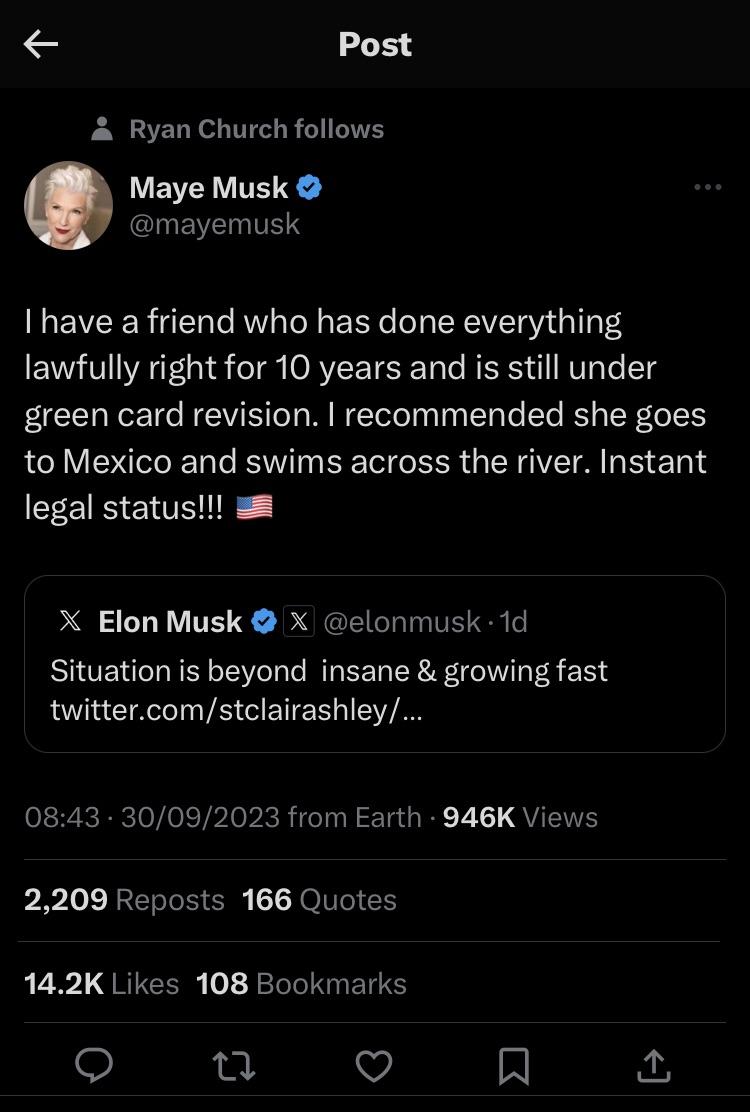 Post
Ryan Church follows
Maye Musk
@mayemusk
I have a friend who has done everything
lawfully right for 10 years and is still under
green card revision. I recommended she goes
to Mexico and swims across the river. Instant
legal status!!! 🇺🇸
X Elon Musk X @elonmusk · 1d
Situation is beyond  insane & growing fast
twitter.com/stclairashley/...
08:43 · 30/09/2023 from Earth · 946K Views
2,209 Reposts 166 Quotes
14.2K Likes 108 Bookmarks